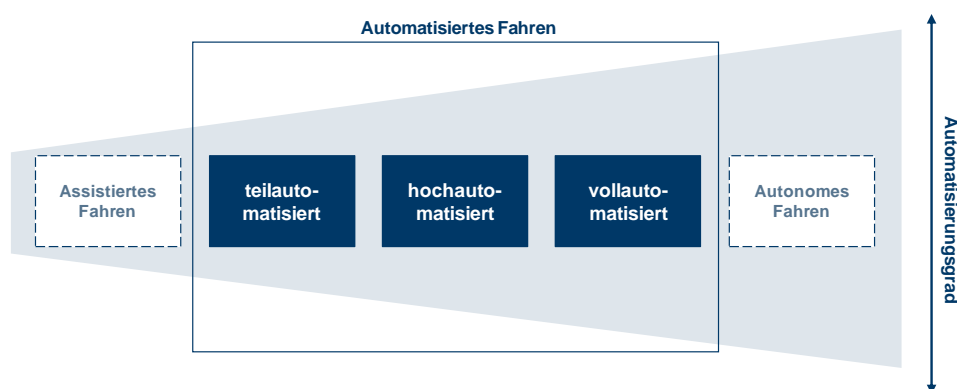 Automatisiertes Fahren
Assistiertes
Fahren
teilauto-
matisiert
hochauto-
matisiert
vollauto-
matisiert
Autonomes
Fahren
Automatisierungsgrad